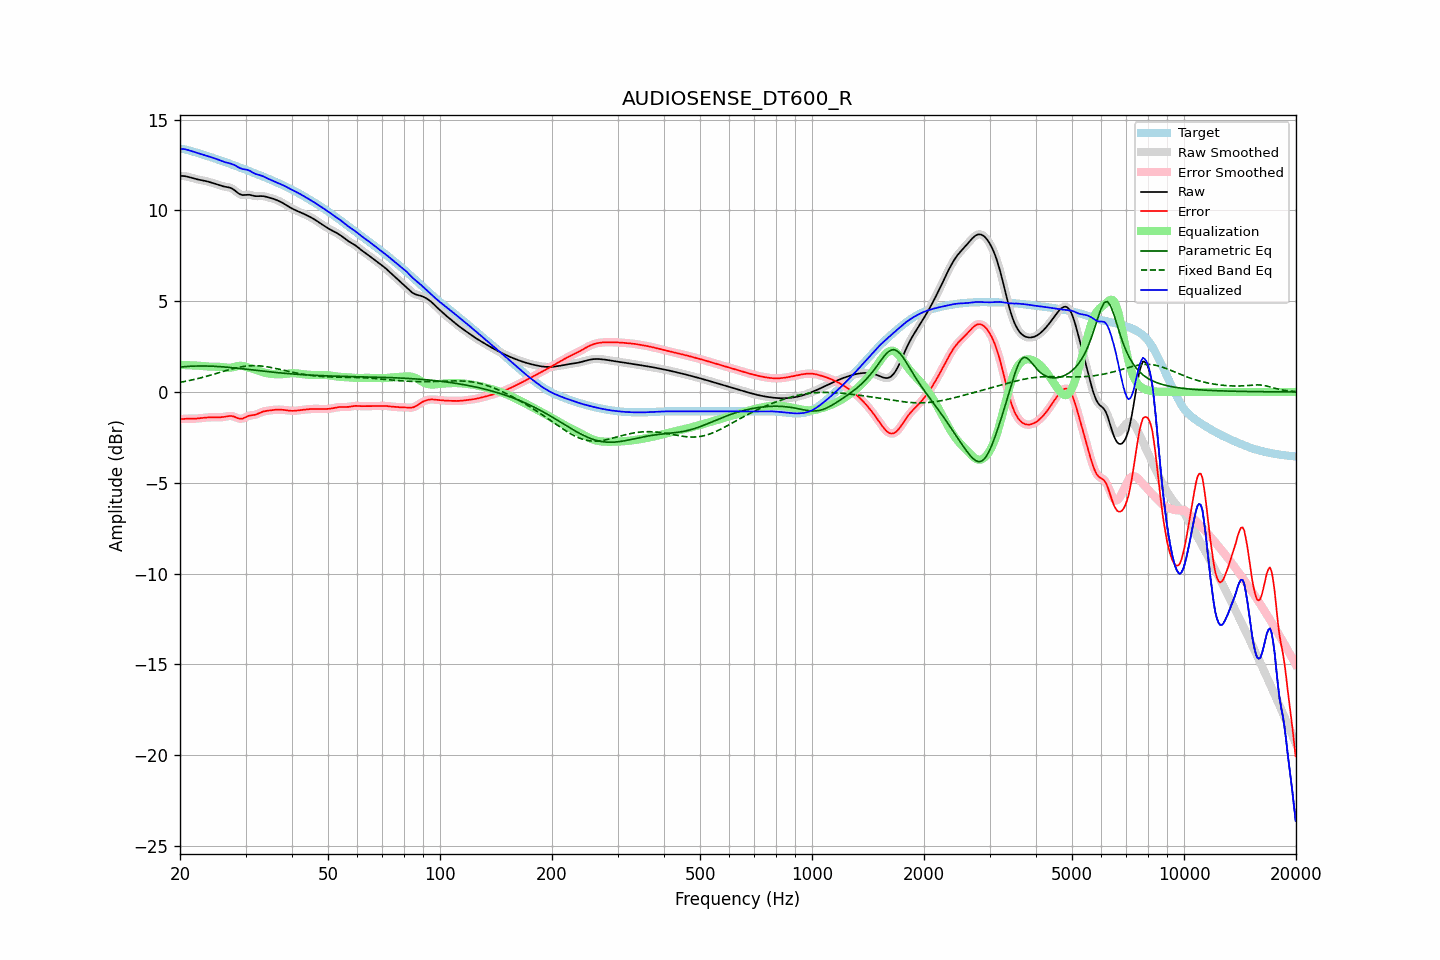 AUDIOSENSE_DT600_R
15
10
5
0
−5
−10
−15
−20
−25
Amplitude (dBr)
Target
Raw Smoothed
Error Smoothed
Raw
Error
Equalization
Parametric Eq
Fixed Band Eq
Equalized
20 50 100 200 500 1000 2000 5000 10000 20000
Frequency (Hz)